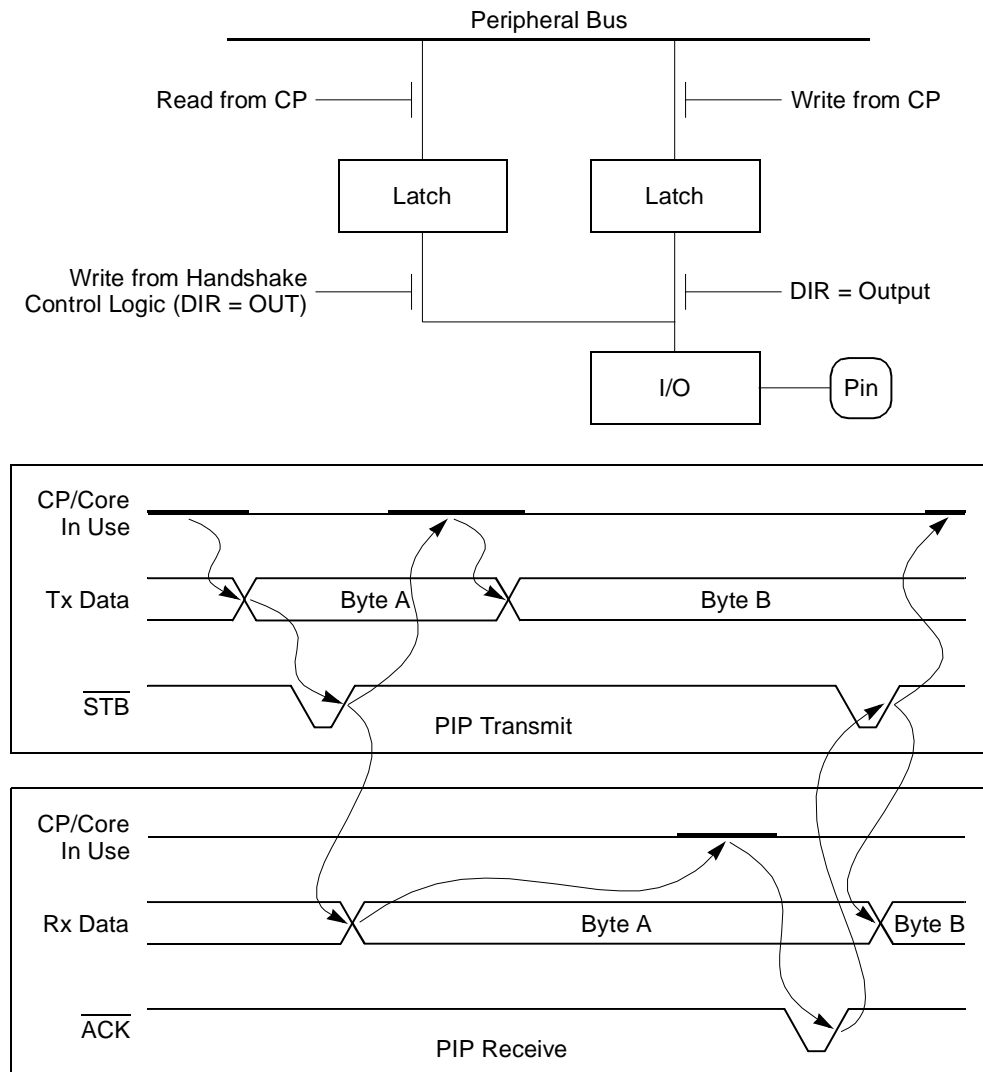 Peripheral Bus
Read from CP
Write from CP
Latch
Latch
Write from Handshake
Control Logic (DIR = OUT)
DIR = Output
I/O
Pin
CP/Core
In Use
Tx Data
Byte A
Byte B
STB
PIP Transmit
CP/Core
In Use
Rx Data
Byte A
Byte B
ACK
PIP Receive